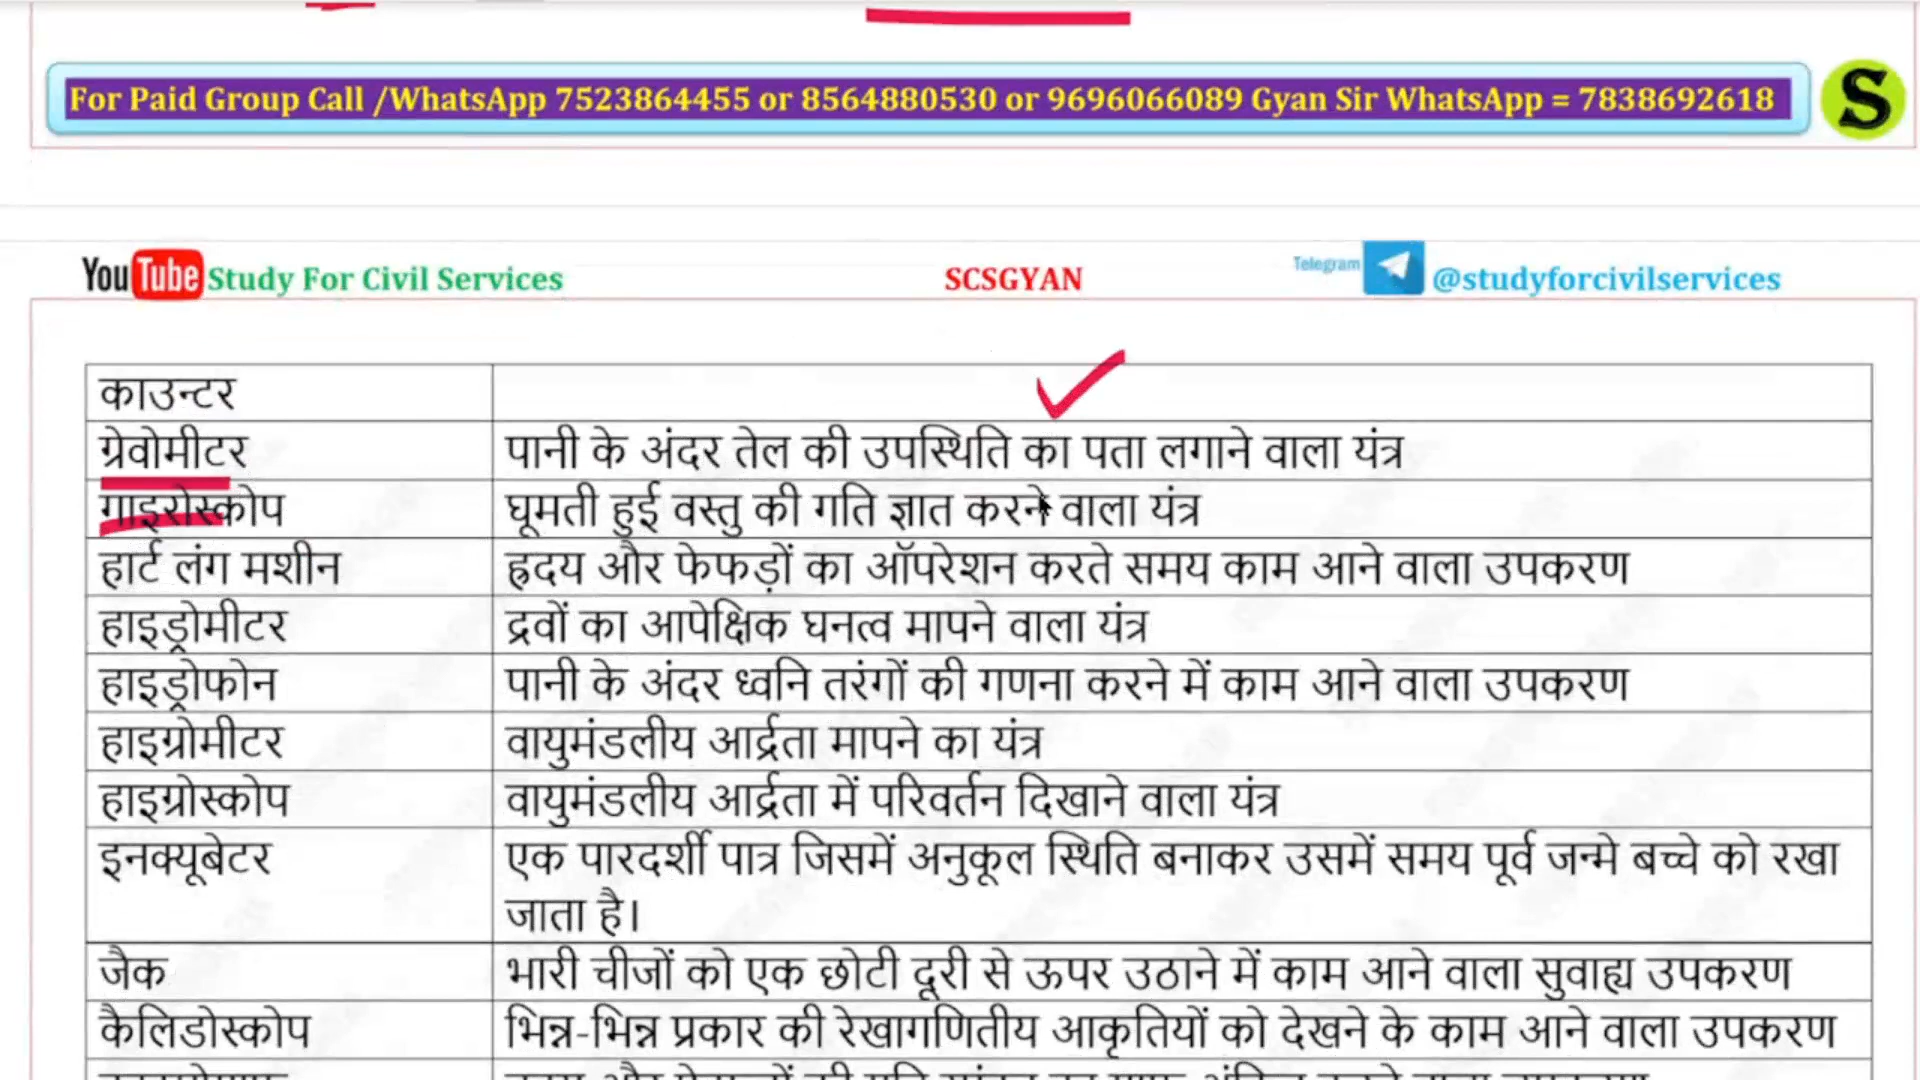 For Paid Group Call /WhatsApp 7523864455 or 8564880530 or 9696066089 Gyan Sir WhatsApp = 7838692618
S
YouTube Study For Civil Services SCSGYAN Telegram @studyforcivilservices
काउन्टर
ग्रेवोमीटर पानी के अंदर तेल की उपस्थिति का पता लगाने वाला यंत्र
गाइरोस्कोप घूमती हुई वस्तु की गति ज्ञात करने वाला यंत्र
हार्ट लंग मशीन ह्रदय और फेफड़ों का ऑपरेशन करते समय काम आने वाला उपकरण
हाइड्रोमीटर द्रवों का आपेक्षिक घनत्व मापने वाला यंत्र
हाइड्रोफोन पानी के अंदर ध्वनि तरंगों की गणना करने में काम आने वाला उपकरण
हाइग्रोमीटर वायुमंडलीय आर्द्रता मापने का यंत्र
हाइग्रोस्कोप वायुमंडलीय आर्द्रता में परिवर्तन दिखाने वाला यंत्र
इनक्यूबेटर एक पारदर्शी पात्र जिसमें अनुकूल स्थिति बनाकर उसमें समय पूर्व जन्मे बच्चे को रखा
जाता है।
जैक भारी चीजों को एक छोटी दूरी से ऊपर उठाने में काम आने वाला सुवाह्य उपकरण
कैलिडोस्कोप भिन्न-भिन्न प्रकार की रेखागणितीय आकृतियों को देखने के काम आने वाला उपकरण